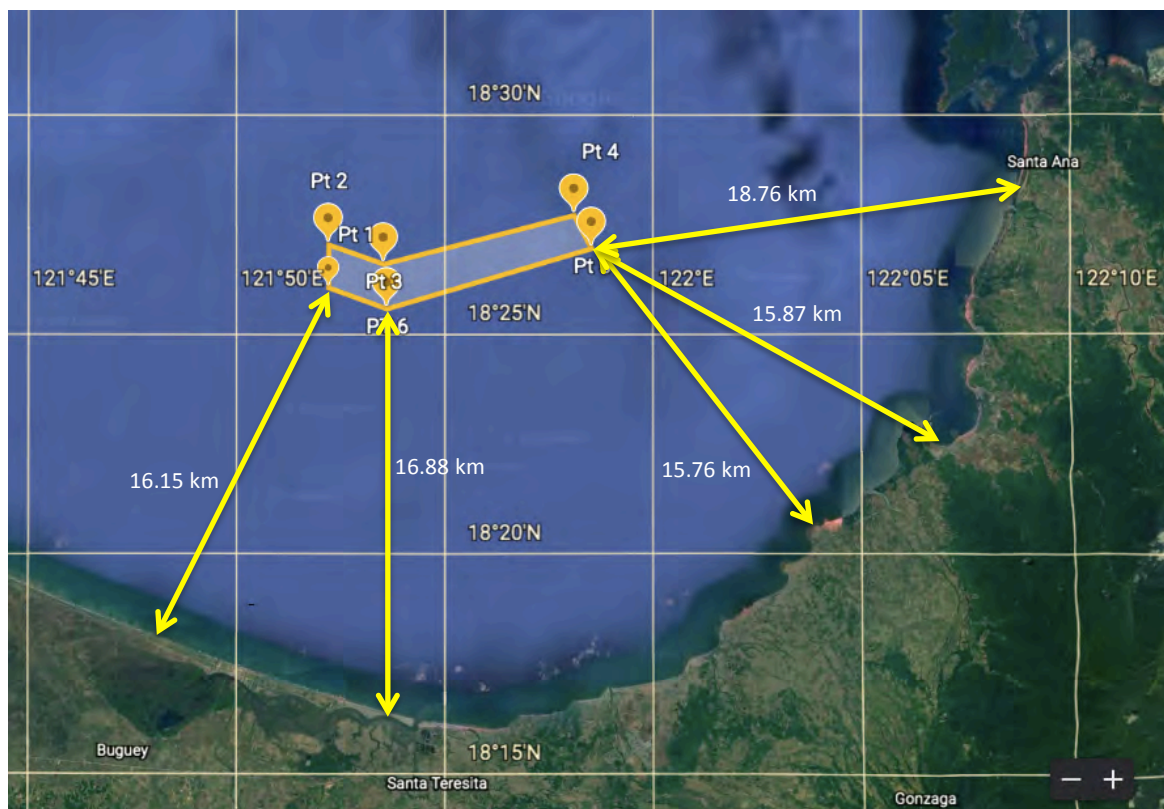 18°30'N
Santa Ana
Pt 4
18.76 km
Pt 2
Pt 1
121°45'E
121°50'E
Pt 3
Pt
122°E
122°05'E
122°10'E
18°25'N
15.87 km
16.15 km
16.88 km
15.76 km
18°20'N
Buguey
18°15'N
Santa Teresita
Gonzaga
− +